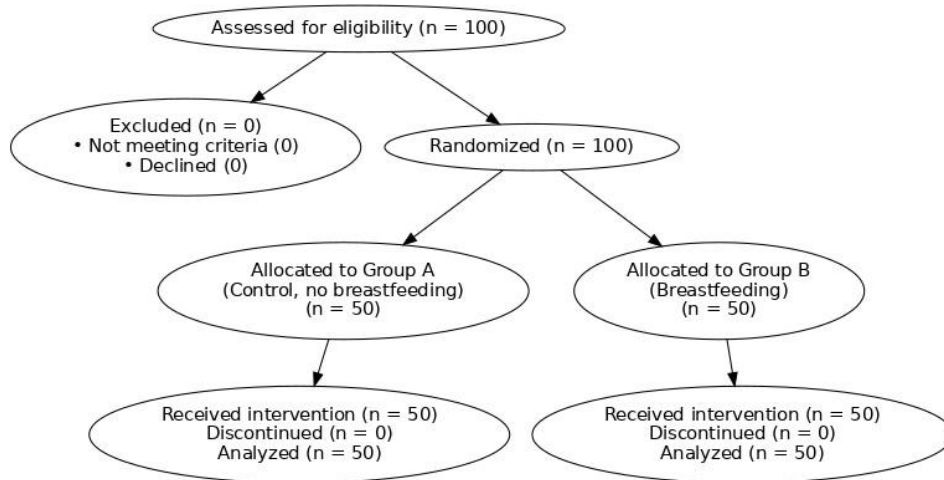 Assessed for eligibility (n = 100)
Excluded (n = 0)
• Not meeting criteria (0)
• Declined (0)
Randomized (n = 100)
Allocated to Group A
(Control, no breastfeeding)
(n = 50)
Allocated to Group B
(Breastfeeding)
(n = 50)
Received intervention (n = 50)
Discontinued (n = 0)
Analyzed (n = 50)
Received intervention (n = 50)
Discontinued (n = 0)
Analyzed (n = 50)